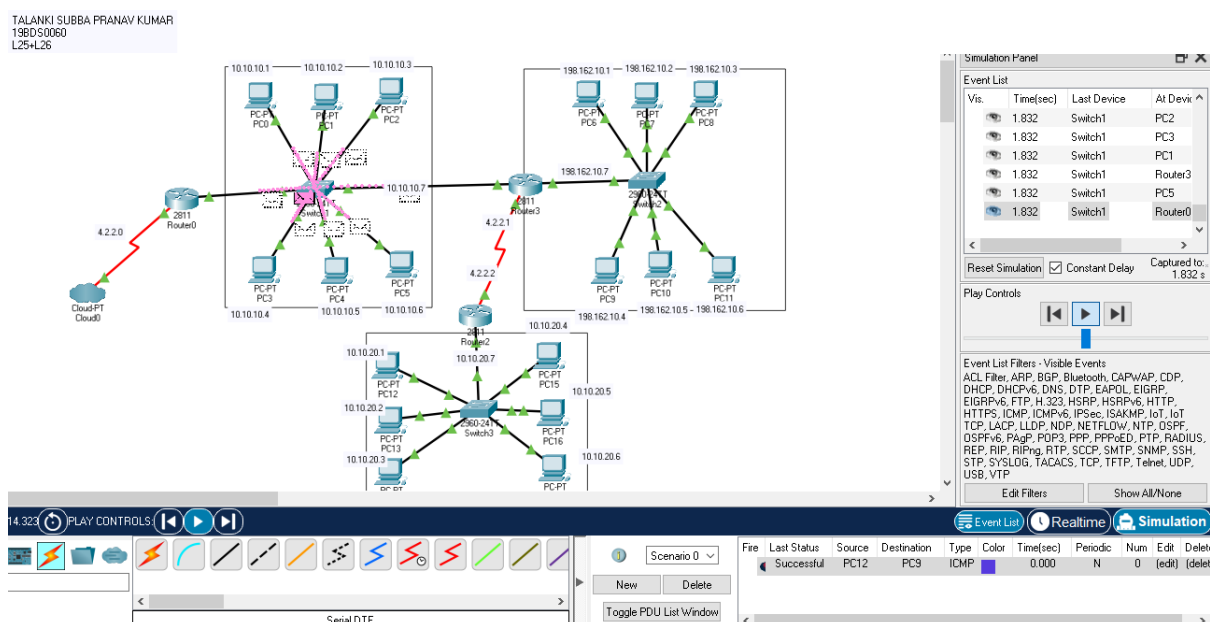 TALANKI SUBBA PRANAV KUMAR
19BDS0060
L25+L26
10.10.10.1
10.10.10.2
10.10.10.3
PC-PT
PC0
PC-PT
PC1
PC-PT
PC2
10.10.10.7
Switch1
2811
Router0
4.2.2.0
Cloud-PT
Cloud0
PC-PT
PC3
PC-PT
PC4
PC-PT
PC5
10.10.10.4
10.10.10.5
10.10.10.6
198.162.10.1
198.162.10.2
198.162.10.3
PC-PT
PC6
PC-PT
PC7
PC-PT
PC8
198.162.10.7
2811
Router3
2960-24TT
Switch2
4.2.2.1
4.2.2.2
PC-PT
PC9
PC-PT
PC10
PC-PT
PC11
198.162.10.4
198.162.10.5
198.162.10.6
2811
Router2
10.10.20.4
10.10.20.1
10.10.20.7
PC-PT
PC12
PC-PT
PC15
10.10.20.5
10.10.20.2
2960-24TT
Switch3
PC-PT
PC13
PC-PT
PC16
10.10.20.3
10.10.20.6
PC-PT
PC-PT
Simulation Panel
Event List
Vis. Time(sec) Last Device At Devic
1.832 Switch1 PC2
1.832 Switch1 PC3
1.832 Switch1 PC1
1.832 Switch1 Router3
1.832 Switch1 PC5
1.832 Switch1 Router0
Reset Simulation Constant Delay Captured to:
1.832 s
Play Controls
Event List Filters - Visible Events
ACL Filter, ARP, BGP, Bluetooth, CAPWAP, CDP,
DHCP, DHCPv6, DNS, DTP, EAPOL, EIGRP,
EIGRPv6, FTP, H.323, HSRP, HSRPv6, HTTP,
HTTPS, ICMP, ICMPv6, IPSec, ISAKMP, IoT, IoT
TCP, LACP, LLDP, NDP, NETFLOW, NTP, OSPF,
OSPFv6, PAgP, POP3, PPP, PPPoED, PTP, RADIUS,
REP, RIP, RIPng, RTP, SCCP, SMTP, SNMP, SSH,
STP, SYSLOG, TACACS, TCP, TFTP, Telnet, UDP,
USB, VTP
Edit Filters Show All/None
14.323 PLAY CONTROLS: Event List Realtime Simulation
Scenario 0
New Delete
Toggle PDU List Window
Fire Last Status Source Destination Type Color Time(sec) Periodic Num Edit Delet
Successful PC12 PC9 ICMP 0.000 N 0 (edit) (delet
Serial DTE